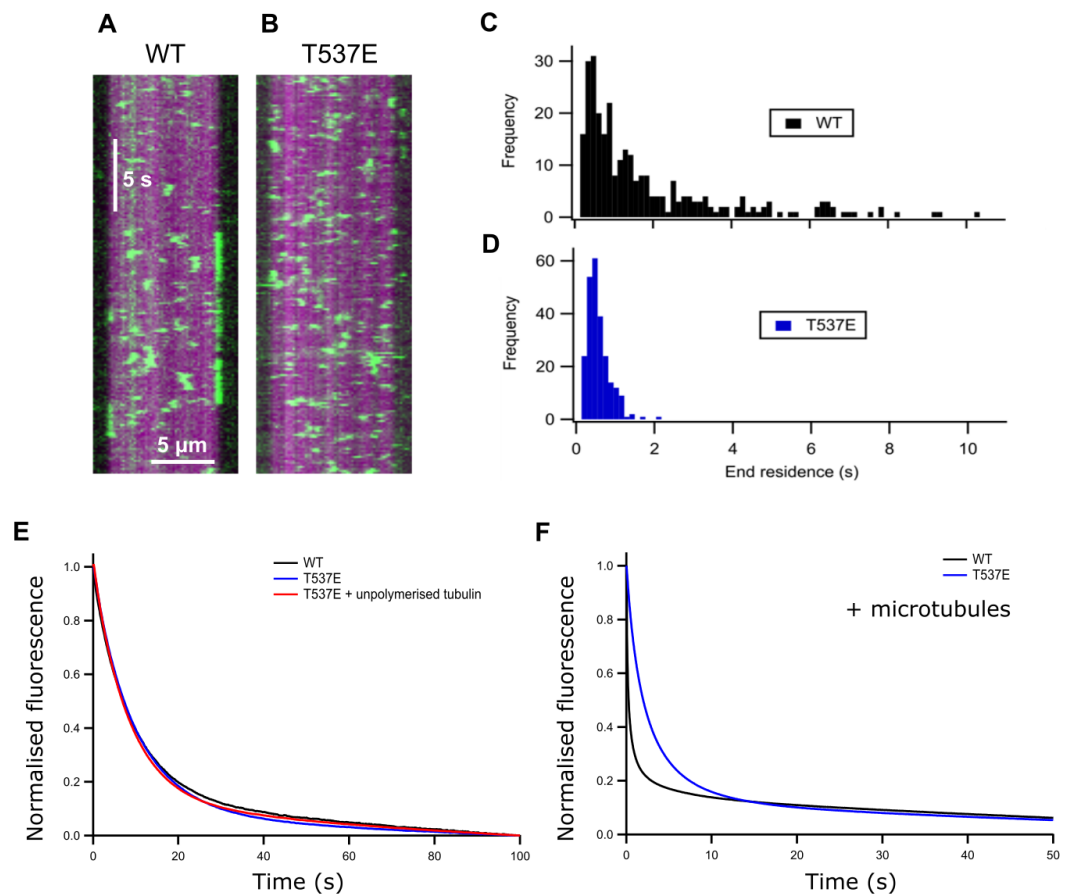 A
WT
B
T537E
5 s
5 µm
C
Frequency
30
20
10
0
WT
D
Frequency
60
40
20
0
T537E
0
2
4
6
8
10
End residence (s)
E
Normalised fluorescence
1.0
0.8
0.6
0.4
0.2
0.0
WT
T537E
T537E + unpolymerised tubulin
0
20
40
60
80
100
Time (s)
F
Normalised fluorescence
1.0
0.8
0.6
0.4
0.2
0.0
WT
T537E
+ microtubules
0
10
20
30
40
50
Time (s)